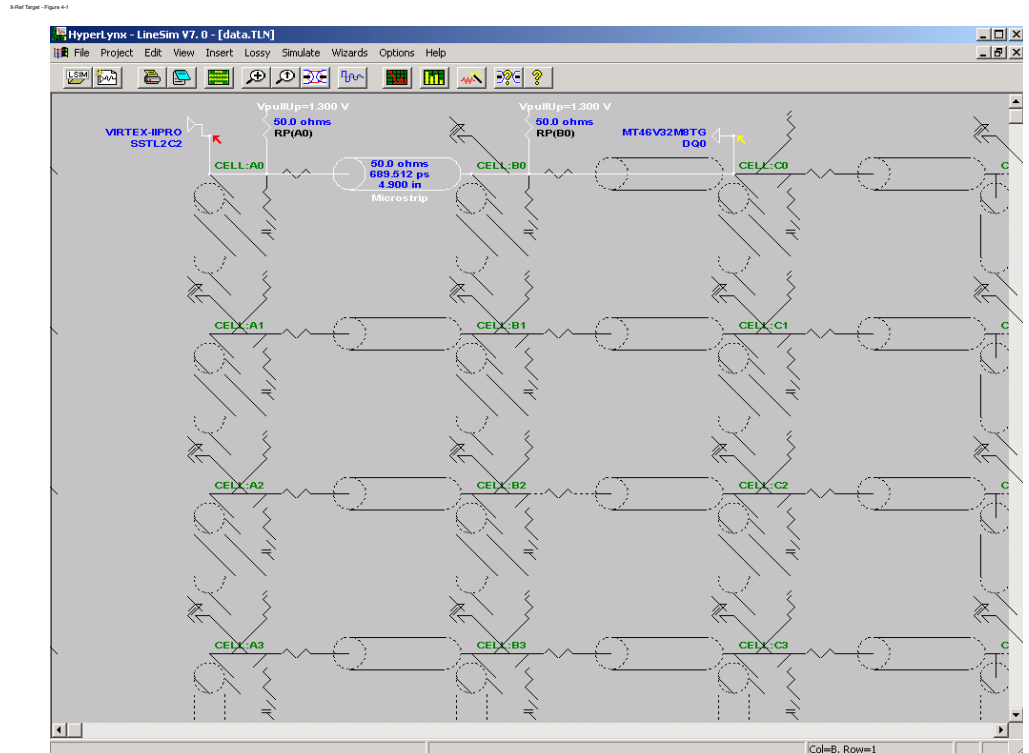 X-Ref Target - Figure 4-1
HyperLynx - LineSim V7.0 - [data.TLN]
File Project Edit View Insert Lossy Simulate Wizards Options Help
LSIM
VpullUp=1.300 V
VpullUp=1.300 V
VIRTEX-IIPRO
SSTL2C2
50.0 ohms
RP(A0)
50.0 ohms
RP(B0)
MT46V32M8TG
DQ0
CELL:A0
50.0 ohms
689.512 ps
4.900 in
Microstrip
CELL:B0
CELL:C0
C
CELL:A1
CELL:B1
CELL:C1
C
CELL:A2
CELL:B2
CELL:C2
C
CELL:A3
CELL:B3
CELL:C3
C
Col=B, Row=1